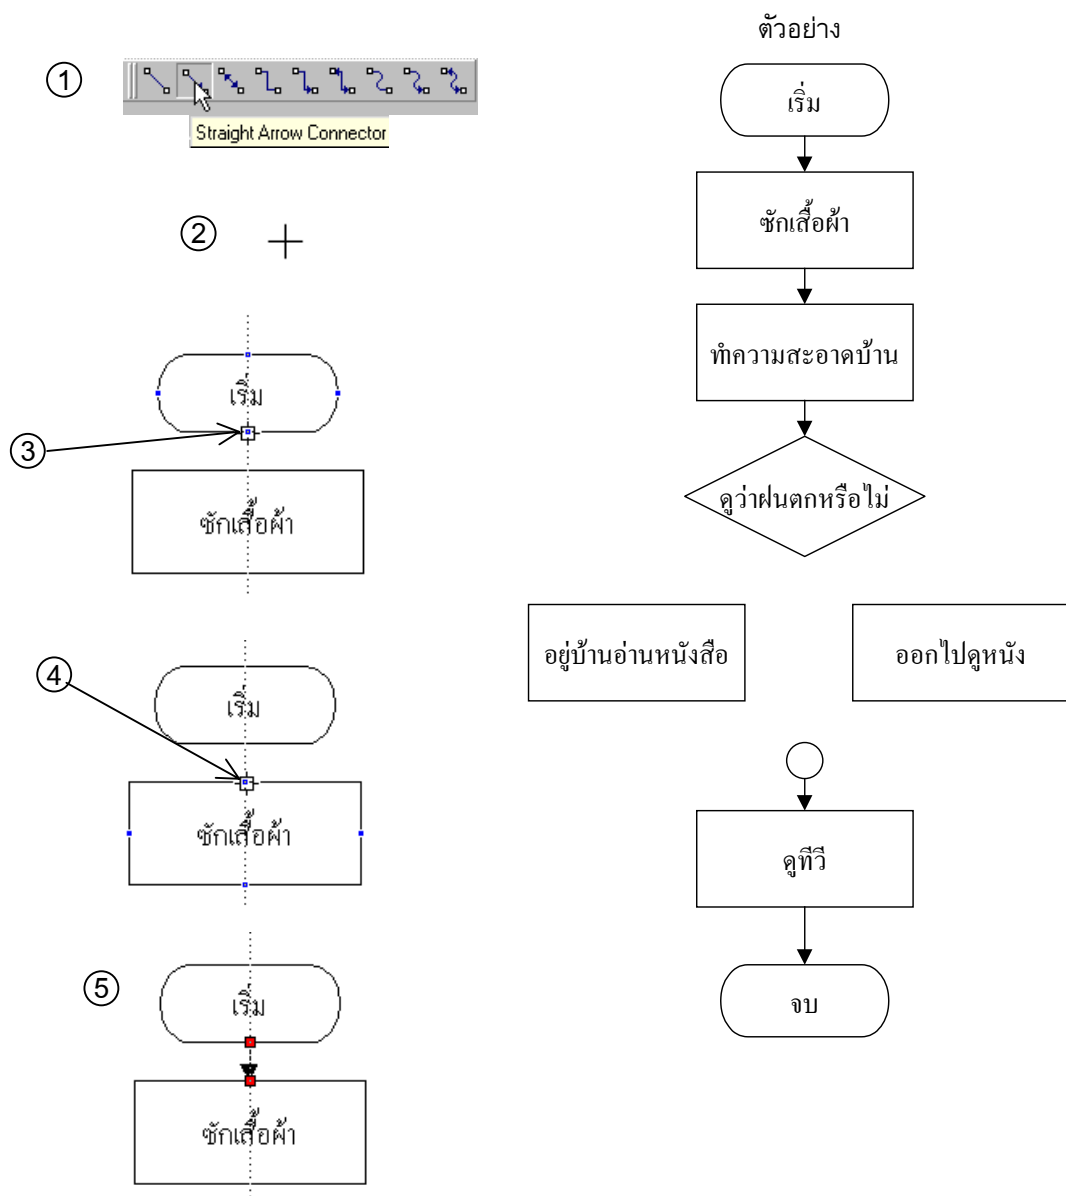 ①
Straight Arrow Connector
②
เริ่ม
③
ซักเสื้อผ้า
④
เริ่ม
ซักเสื้อผ้า
⑤
เริ่ม
ซักเสื้อผ้า
ตัวอย่าง
เริ่ม
ซักเสื้อผ้า
ทำความสะอาดบ้าน
ดูว่าฝนตกหรือไม่
อยู่บ้านอ่านหนังสือ
ออกไปดูหนัง
ดูทีวี
จบ